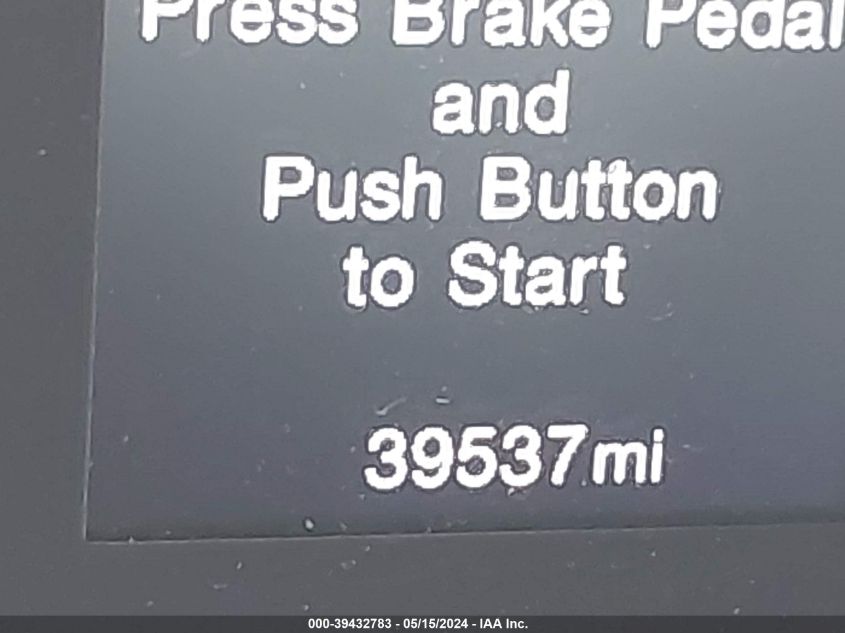 Press Brake Pedal
and
Push Button
to Start
39537mi
000-39432783 - 05/15/2024 - IAA Inc.